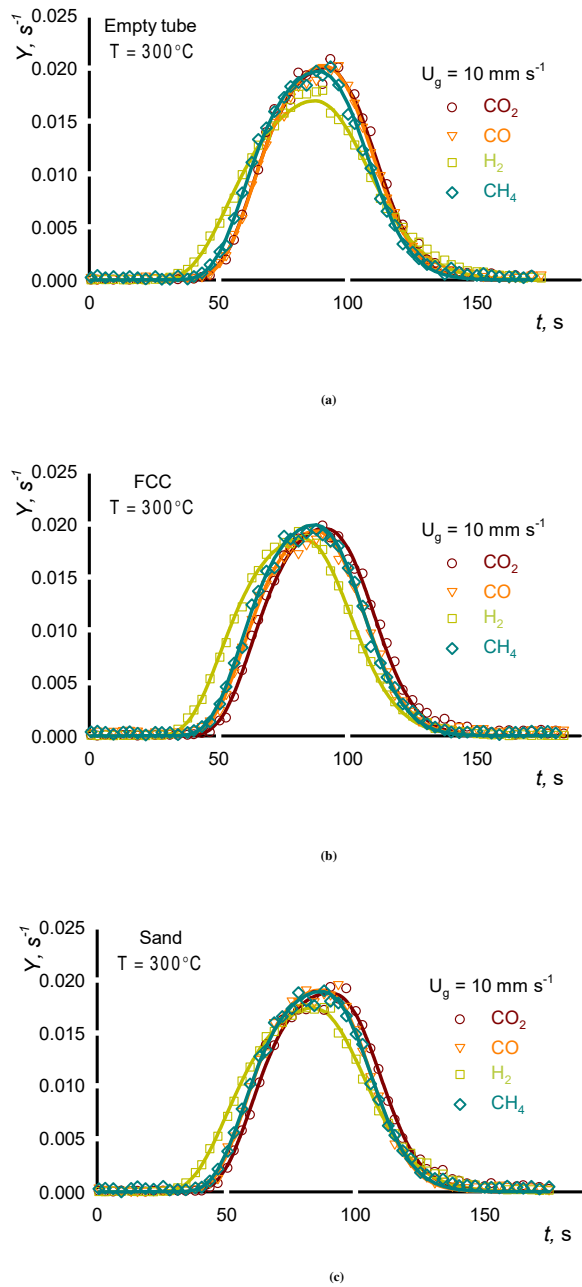 0.025
Y, s⁻¹
Empty tube
T = 300°C
0.020
U_g = 10 mm s⁻¹
CO₂
0.015
CO
H₂
0.010
CH₄
0.005
0.000
0 50 100 150
t, s
(a)
0.025
Y, s⁻¹
FCC
T = 300°C
0.020
U_g = 10 mm s⁻¹
CO₂
0.015
CO
H₂
0.010
CH₄
0.005
0.000
0 50 100 150
t, s
(b)
0.025
Y, s⁻¹
Sand
T = 300°C
0.020
U_g = 10 mm s⁻¹
CO₂
0.015
CO
H₂
0.010
CH₄
0.005
0.000
0 50 100 150
t, s
(c)